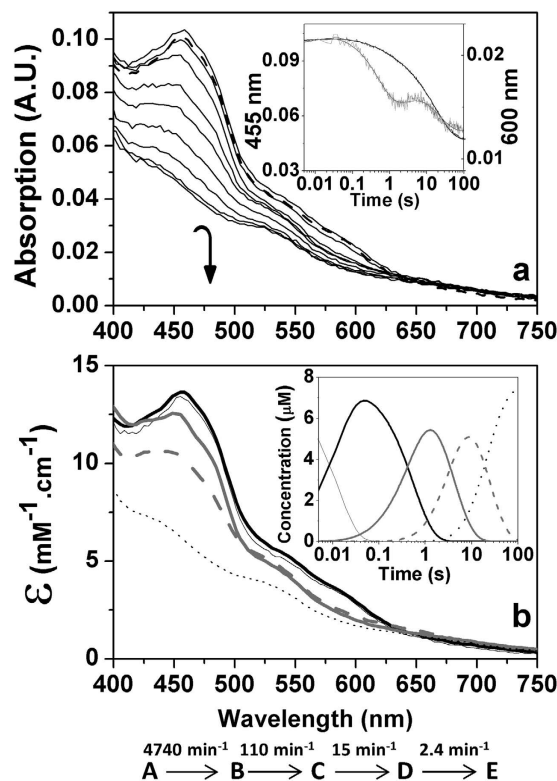 0.10
0.08
0.06
0.04
0.02
0.00
Absorption (A.U.)
400 450 500 550 600 650 700 750
a
0.09
0.06
0.03
455 nm
0.02
0.01
600 nm
0.01 0.1 1 10 100
Time (s)
15
10
5
0
ε (mM⁻¹.cm⁻¹)
400 450 500 550 600 650 700 750
Wavelength (nm)
b
8
6
4
2
0
Concentration (μM)
0.01 0.1 1 10 100
Time (s)
4740 min⁻¹ 110 min⁻¹ 15 min⁻¹ 2.4 min⁻¹
A → B → C → D → E